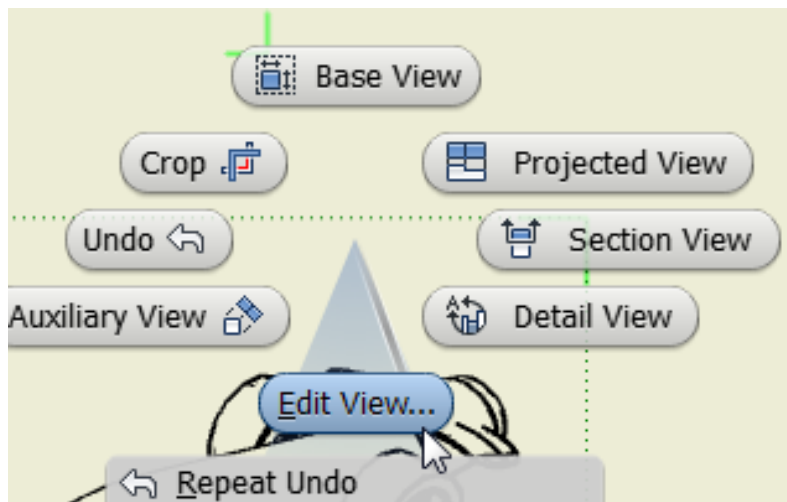 Base View
Crop
Projected View
Undo
Section View
Auxiliary View
Detail View
Edit View...
Repeat Undo